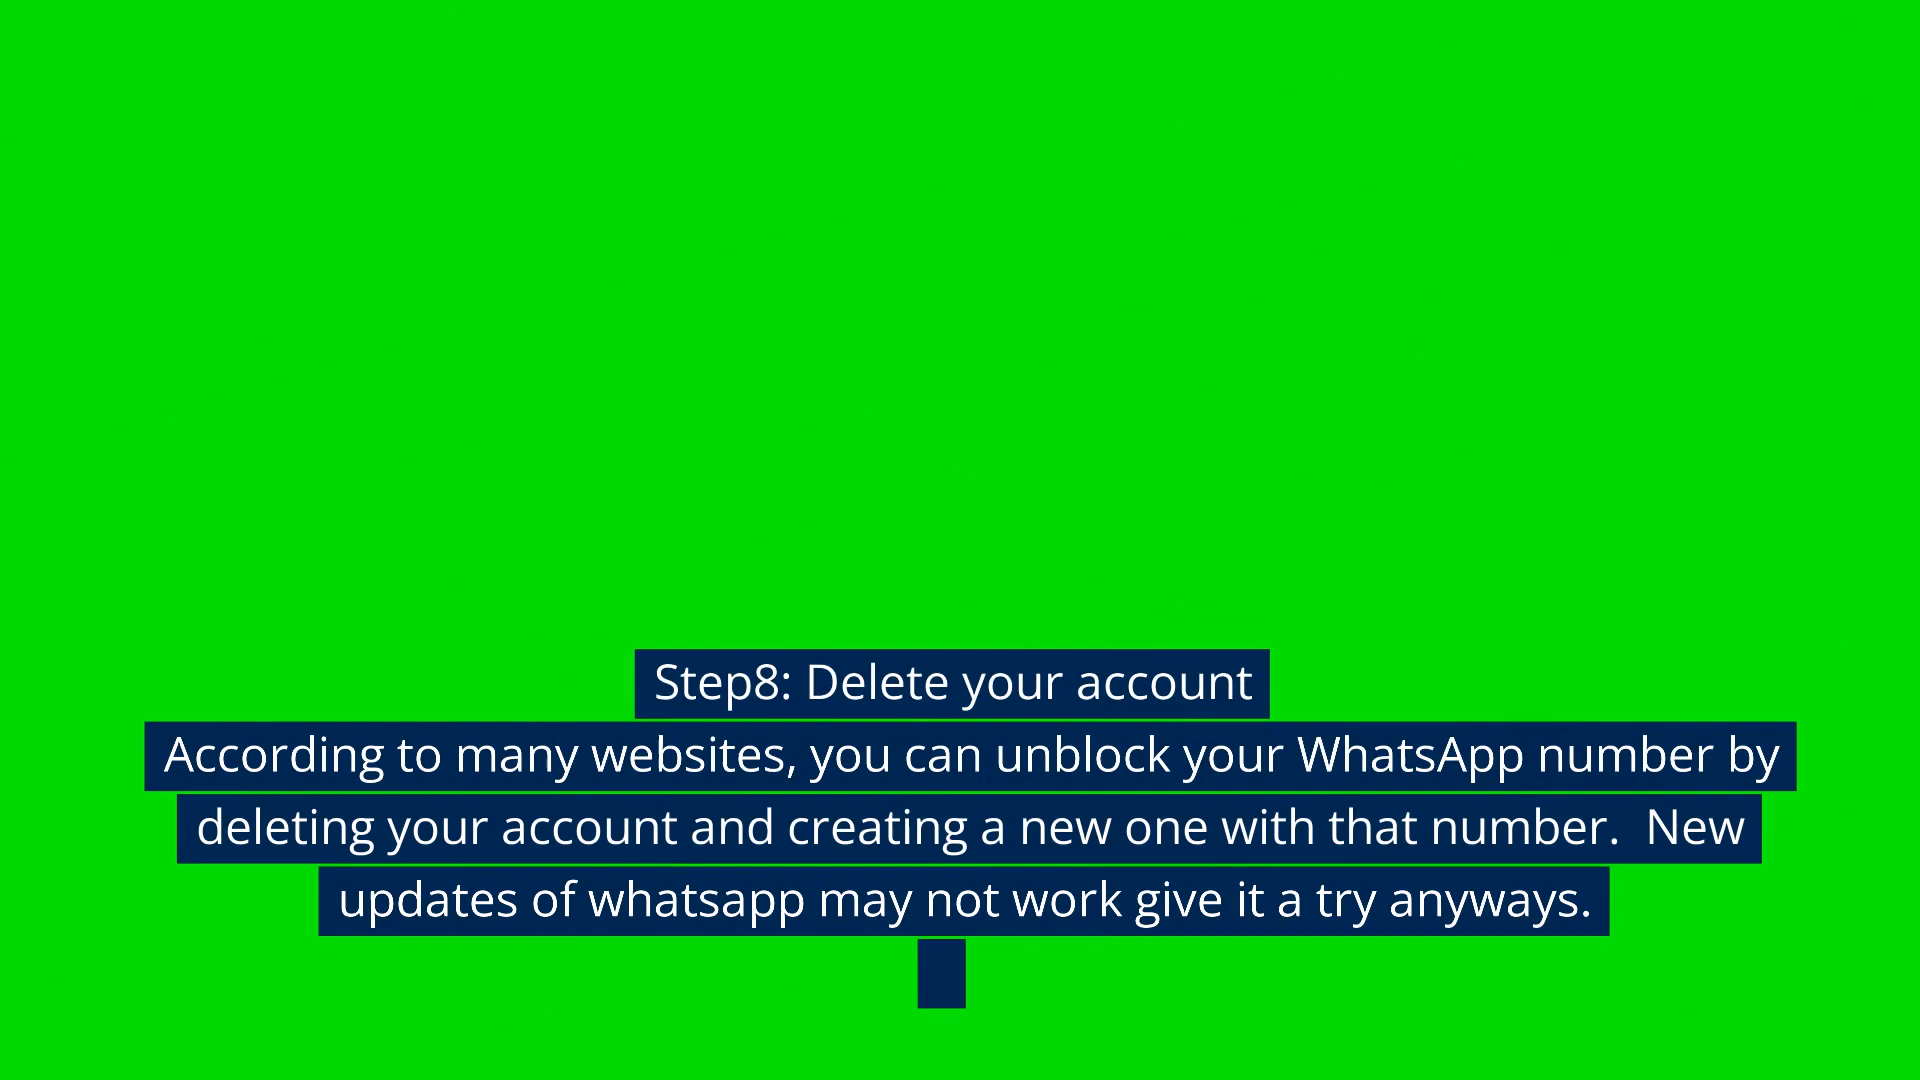 Step8: Delete your account
According to many websites, you can unblock your WhatsApp number by
deleting your account and creating a new one with that number.  New
updates of whatsapp may not work give it a try anyways.